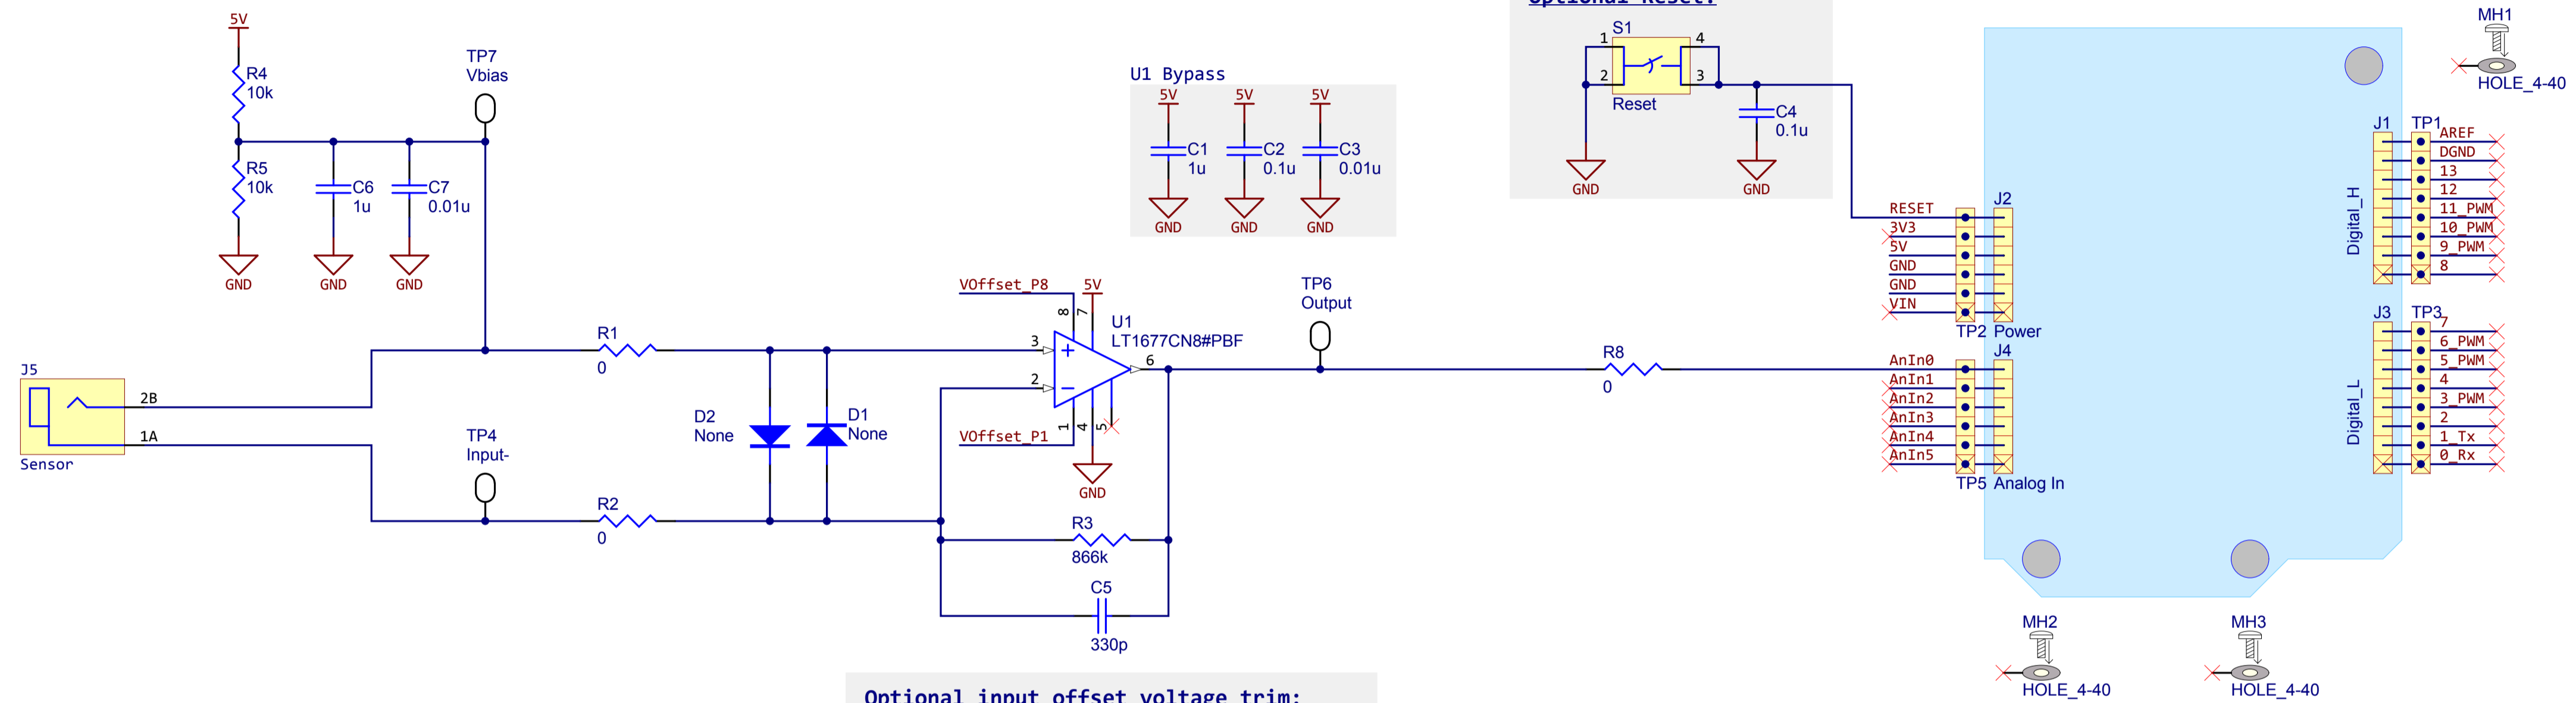 5V
R4
10k
R5
10k
GND
C6
1u
GND
C7
0.01u
GND
TP7
Vbias
J5
2B
1A
Sensor
TP4
Input-
R1
0
R2
0
D2
None
D1
None
U1 Bypass
5V
C1
1u
GND
5V
C2
0.1u
GND
5V
C3
0.01u
GND
VOffset_P8
5V
8
7
U1
LT1677CN8#PBF
3
2
6
1
4
5
VOffset_P1
GND
R3
866k
C5
330p
TP6
Output
R8
0
Optional input offset voltage trim:
Optional Reset:
S1
1
2
4
3
Reset
GND
C4
0.1u
GND
RESET
3V3
5V
GND
GND
VIN
J2
TP2 Power
J4
AnIn0
AnIn1
AnIn2
AnIn3
AnIn4
AnIn5
TP5 Analog In
J1
TP1
AREF
DGND
13
12
11_PWM
10_PWM
9_PWM
8
Digital_H
J3
TP3
7
6_PWM
5_PWM
4
3_PWM
2
1_Tx
0_Rx
Digital_L
MH1
HOLE_4-40
MH2
HOLE_4-40
MH3
HOLE_4-40